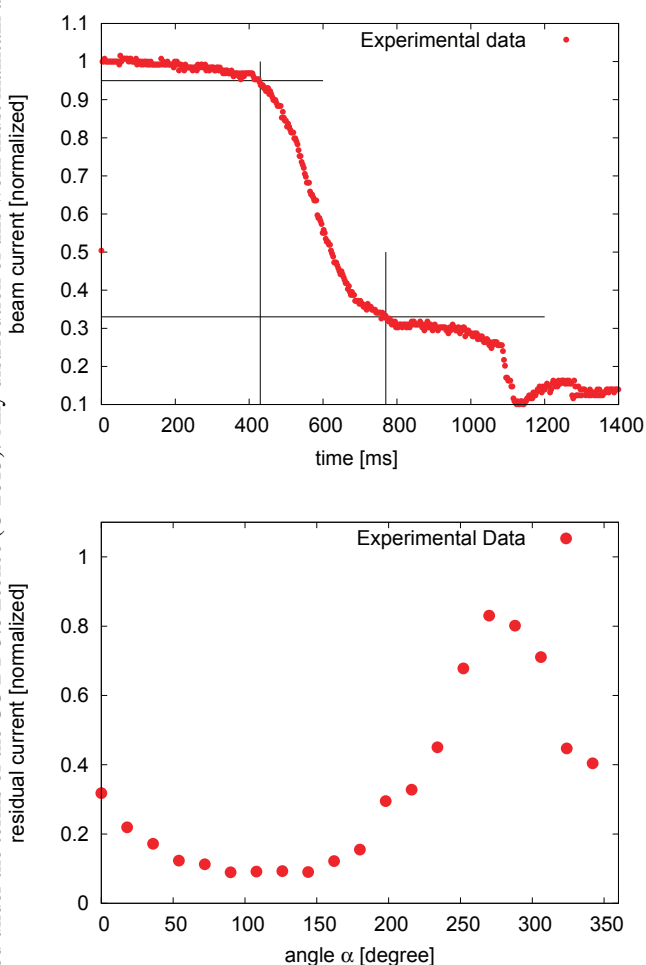 1.1
1
0.9
0.8
0.7
0.6
0.5
0.4
0.3
0.2
0.1
beam current [normalized]
Experimental data
0 200 400 600 800 1000 1200 1400
time [ms]
1
0.8
0.6
0.4
0.2
0
residual current [normalized]
Experimental Data
0 50 100 150 200 250 300 350
angle α [degree]